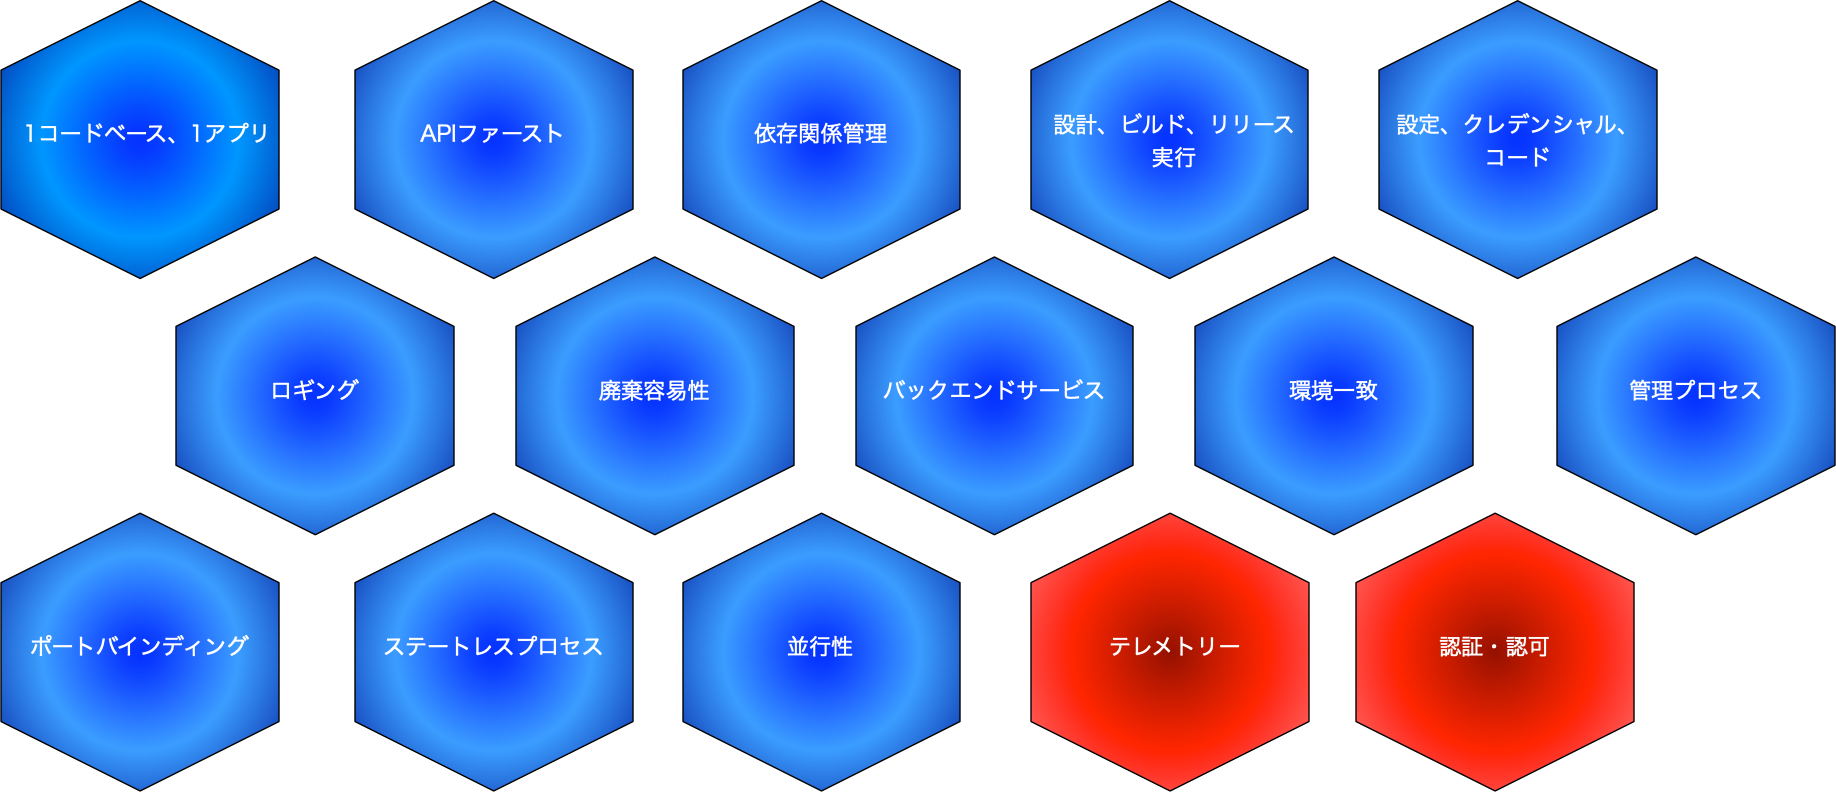 1コードベース、1アプリ
APIファースト
依存関係管理
設計、ビルド、リリース
実行
設定、クレデンシャル、
コード
ロギング
廃棄容易性
バックエンドサービス
環境一致
管理プロセス
ポートバインディング
ステートレスプロセス
並行性
テレメトリー
認証・認可